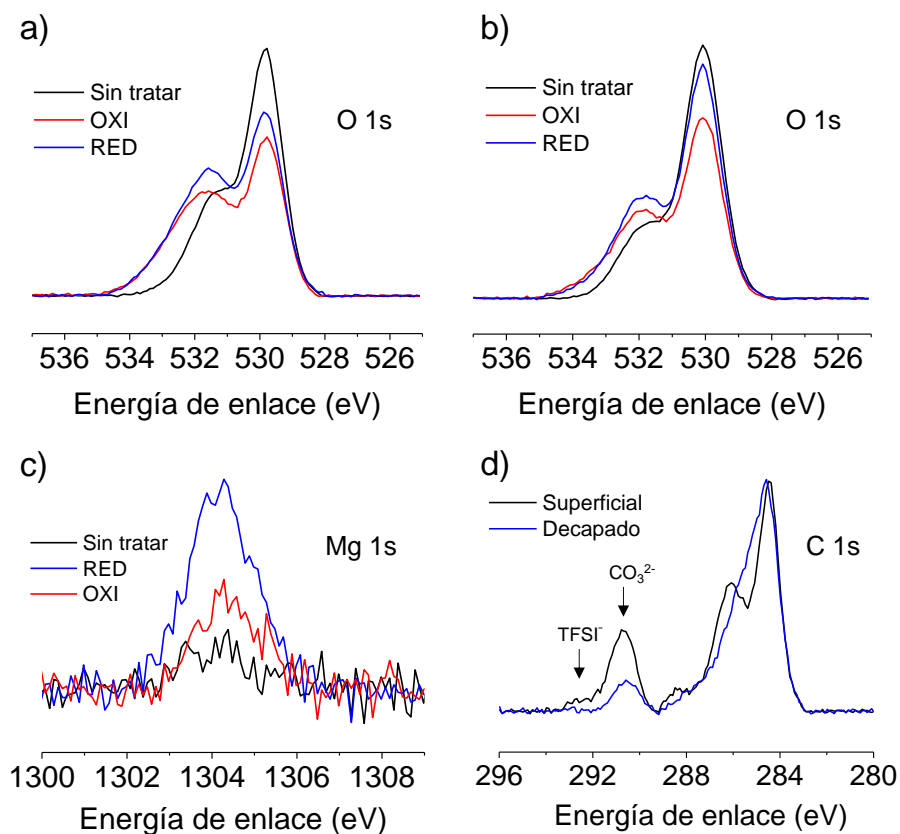 a)
Sin tratar
OXI
RED
O 1s
536 534 532 530 528 526
Energía de enlace (eV)
b)
Sin tratar
OXI
RED
O 1s
536 534 532 530 528 526
Energía de enlace (eV)
c)
Sin tratar
RED
OXI
Mg 1s
1300 1302 1304 1306 1308
Energía de enlace (eV)
d)
Superficial
Decapado
C 1s
CO₃²⁻
TFSI⁻
296 292 288 284 280
Energía de enlace (eV)